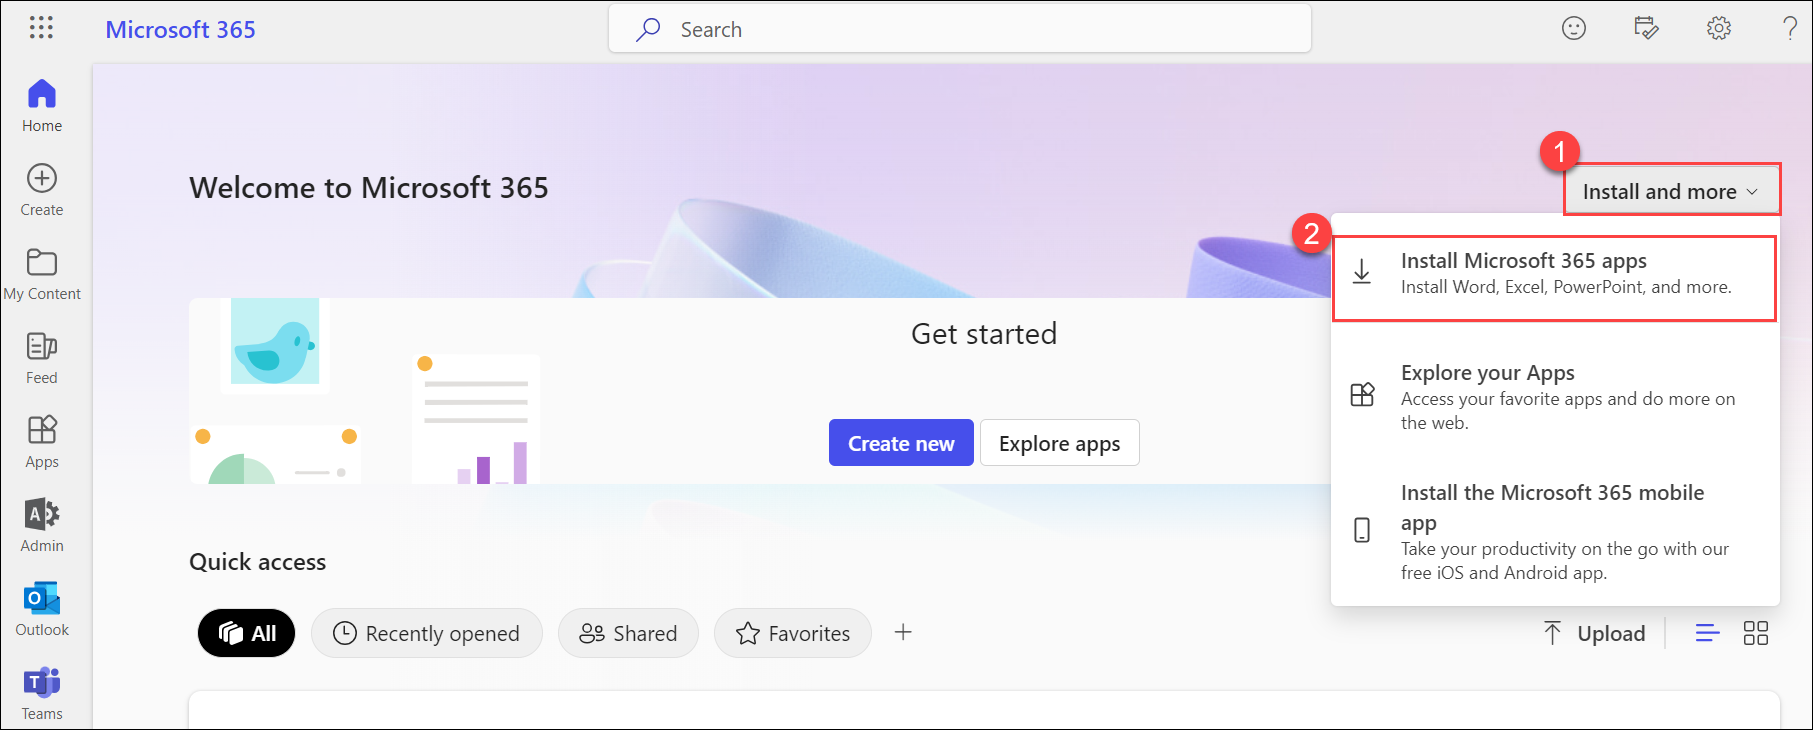 Microsoft 365
Search
?
Home
Create
My Content
Feed
Apps
A
Admin
O
Outlook
T
Teams
Welcome to Microsoft 365
1
Install and more
2
Install Microsoft 365 apps
Install Word, Excel, PowerPoint, and more.
Explore your Apps
Access your favorite apps and do more on
the web.
Install the Microsoft 365 mobile
app
Take your productivity on the go with our
free iOS and Android app.
Get started
Create new
Explore apps
Quick access
All
Recently opened
Shared
Favorites
+
Upload